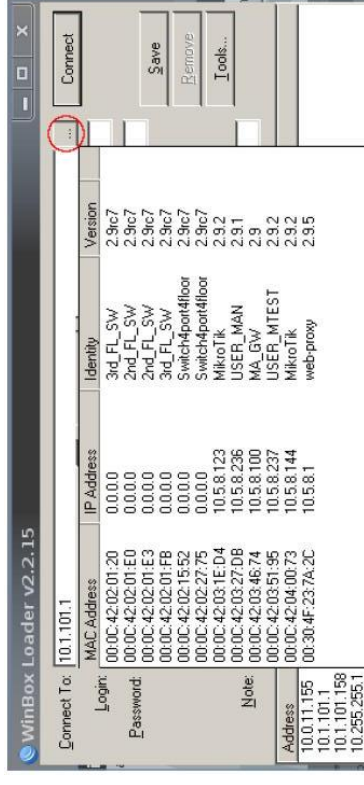 WinBox Loader v2.2.15
Connect To: 10.1.101.1 ... Connect
MAC Address IP Address Identity Version
Login: 00:0C:42:02:01:20 0.0.0.0 3rd_FL_SW 2.9rc7
00:0C:42:02:01:E0 0.0.0.0 2nd_FL_SW 2.9rc7
Password: 00:0C:42:02:01:E3 0.0.0.0 2nd_FL_SW 2.9rc7 Save
00:0C:42:02:01:FB 0.0.0.0 3rd_FL_SW 2.9rc7
00:0C:42:02:15:52 0.0.0.0 Switch4port4floor 2.9rc7 Remove
00:0C:42:02:27:75 0.0.0.0 Switch4port4floor 2.9rc7
00:0C:42:03:1E:D4 10.5.8.123 MikroTik 2.9.2 Tools...
00:0C:42:03:27:DB 10.5.8.236 USER_MAN 2.9.1
Note: 00:0C:42:03:46:74 10.5.8.100 MA_GW 2.9
00:0C:42:03:51:95 10.5.8.237 USER_MTEST 2.9.2
Address 00:0C:42:04:00:73 10.5.8.144 MikroTik 2.9.2
10.0.11.155 00:30:4F:23:7A:2C 10.5.8.1 web-proxy 2.9.5
10.1.101.1
10.1.101.158
10.255.255.1